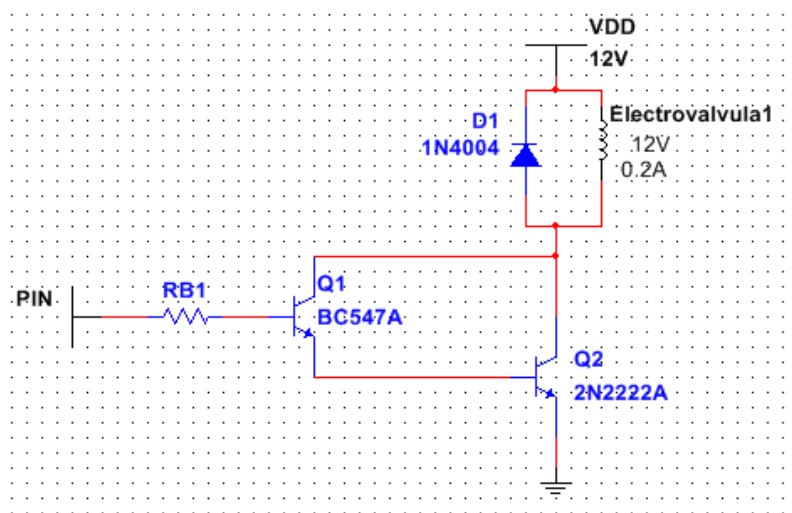 VDD
12V
D1
1N4004
Electrovalvula1
12V
0.2A
PIN
RB1
Q1
BC547A
Q2
2N2222A